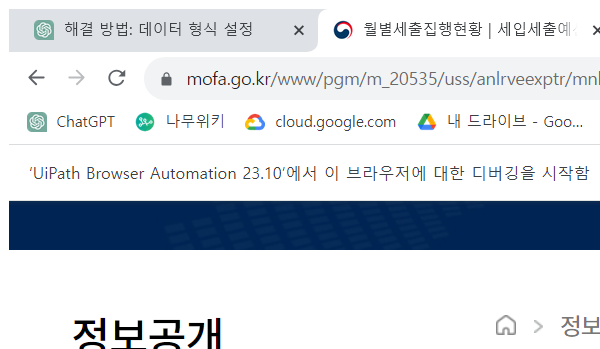 해결 방법: 데이터 형식 설정
월별세출집행현황 | 세입세출예
mofa.go.kr/www/pgm/m_20535/uss/anlrveexptr/mnl
ChatGPT 나무위키 cloud.google.com 내 드라이브 - Goo...
'UiPath Browser Automation 23.10'에서 이 브라우저에 대한 디버깅을 시작함
정보공개
정보